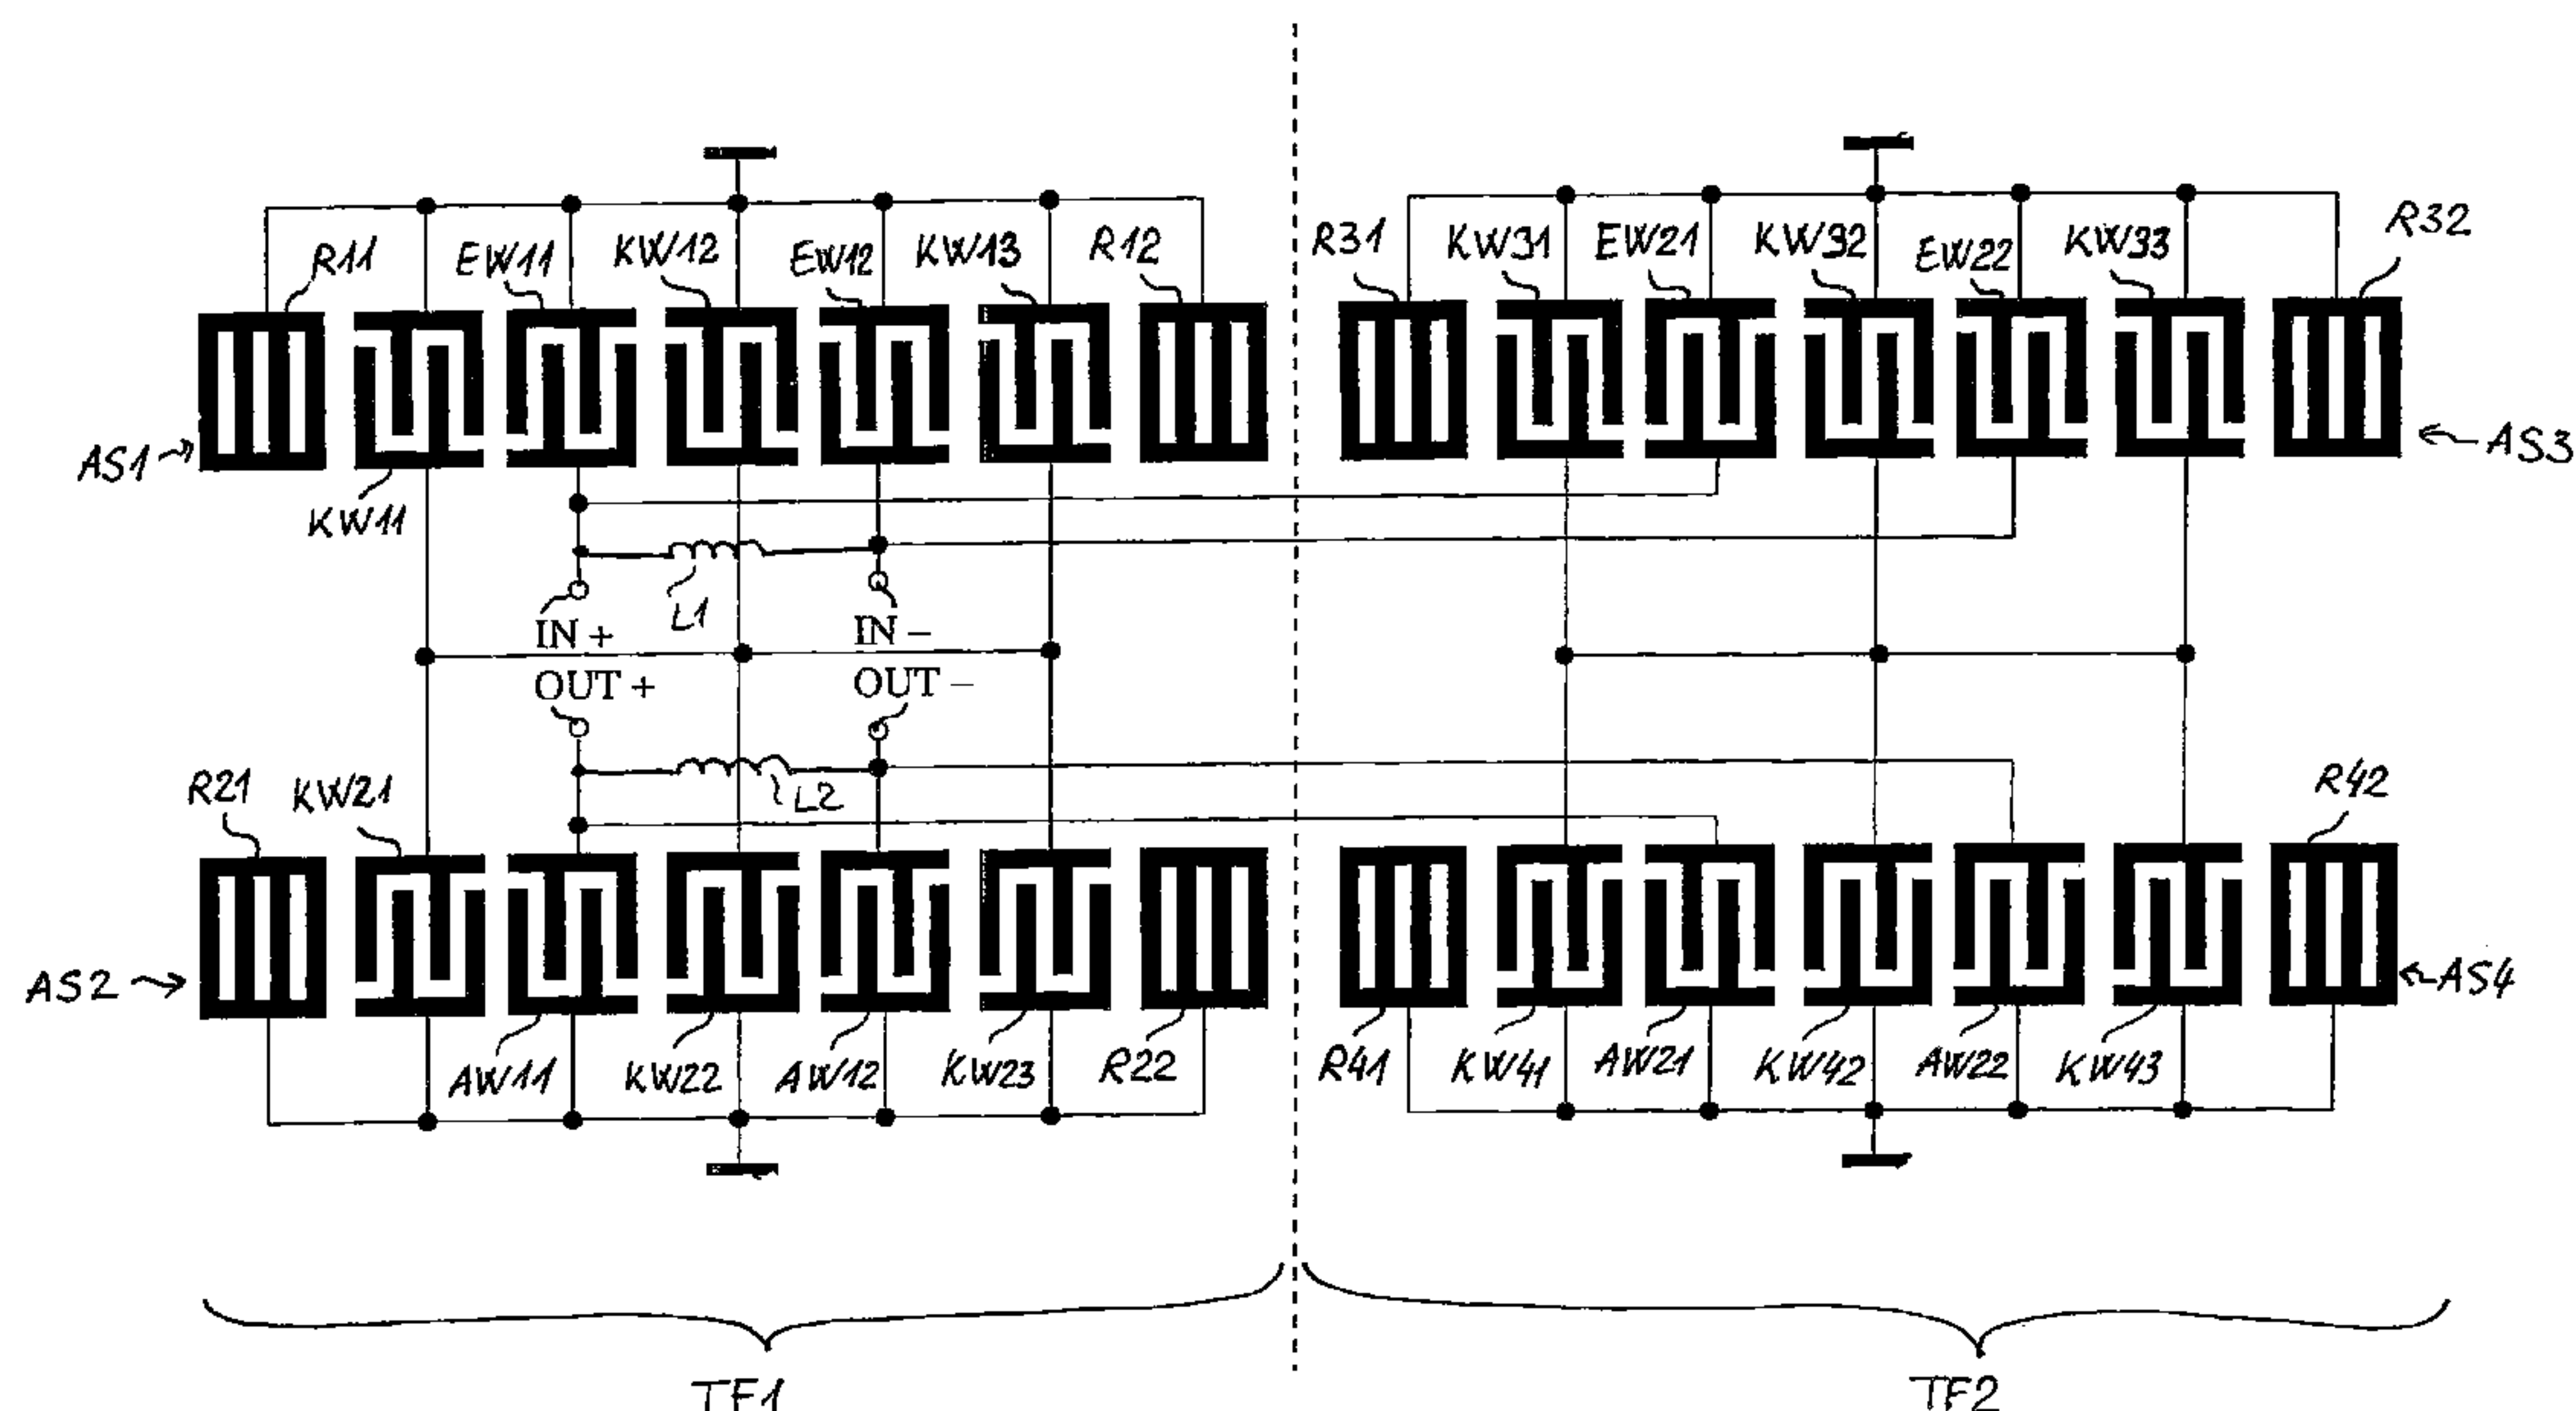 R11
EW11
KW12
EW12
KW13
R12
R31
KW31
EW21
KW32
EW22
KW33
R32
AS1
AS3
KW11
L1
IN +
IN –
OUT +
OUT –
L2
R21
KW21
R42
AS2
AS4
AW11
KW22
AW12
KW23
R22
R41
KW41
AW21
KW42
AW22
KW43
TF1
TF2